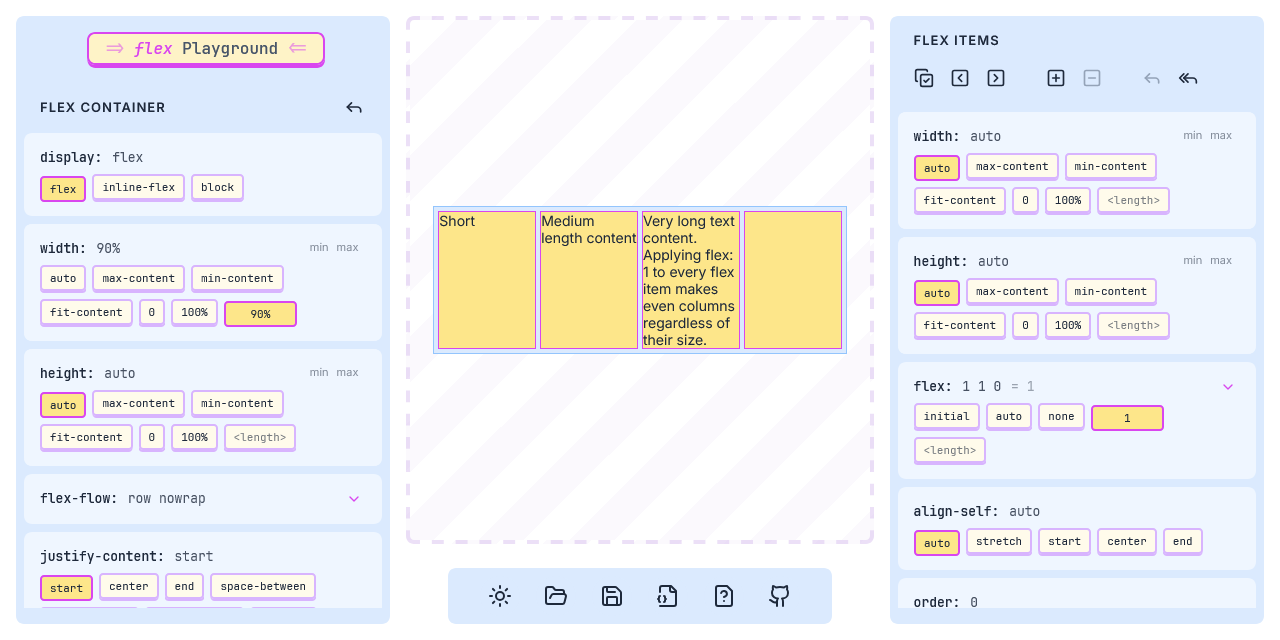 ⇒ flex Playground ⇐
FLEX CONTAINER
display: flex
flex inline-flex block
width: 90% min max
auto max-content min-content
fit-content 0 100% 90%
height: auto min max
auto max-content min-content
fit-content 0 100% <length>
flex-flow: row nowrap
justify-content: start
start center end space-between
Short
Medium
length content
Very long text
content.
Applying flex:
1 to every flex
item makes
even columns
regardless of
their size.
FLEX ITEMS
width: auto min max
auto max-content min-content
fit-content 0 100% <length>
height: auto min max
auto max-content min-content
fit-content 0 100% <length>
flex: 1 1 0 = 1
initial auto none 1
<length>
align-self: auto
auto stretch start center end
order: 0